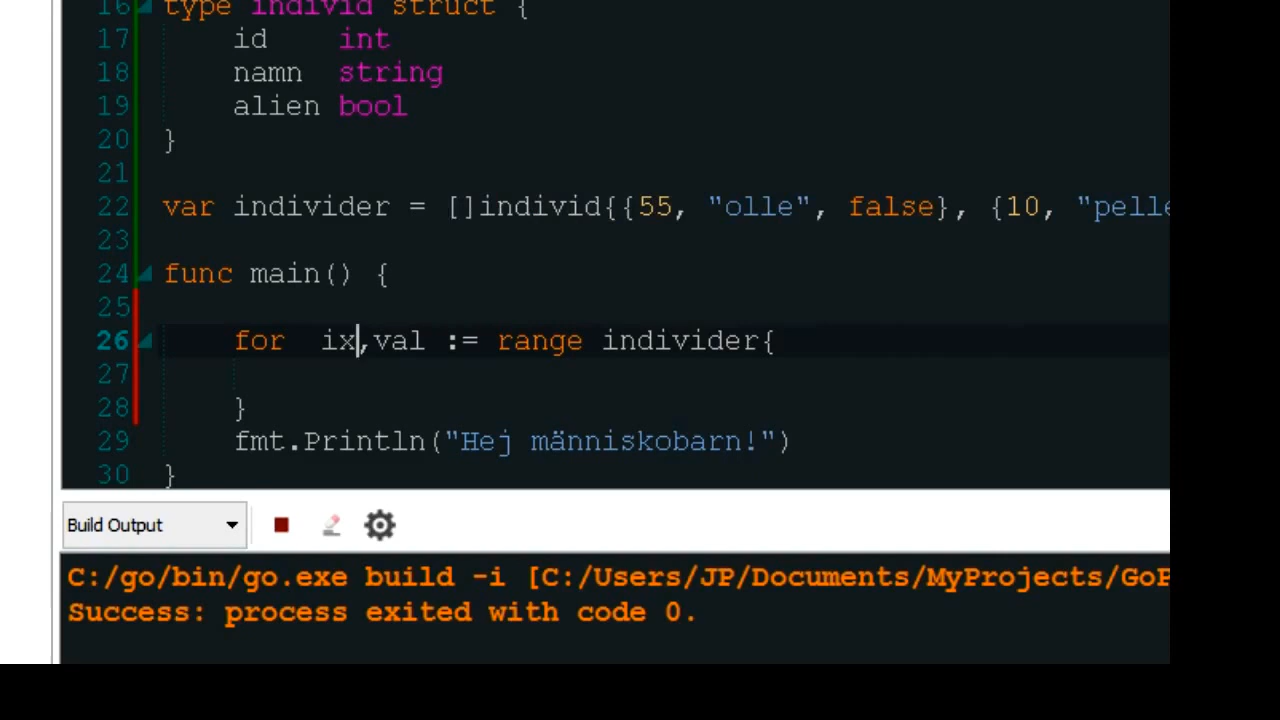 16 type individ struct {
17 id int
18 namn string
19 alien bool
20 }
21
22 var individer = []individ{{55, "olle", false}, {10, "pelle
23
24 func main() {
25
26 for ix,val := range individer{
27
28 }
29 fmt.Println("Hej människobarn!")
30 }
Build Output
C:/go/bin/go.exe build -i [C:/Users/JP/Documents/MyProjects/GoP
Success: process exited with code 0.